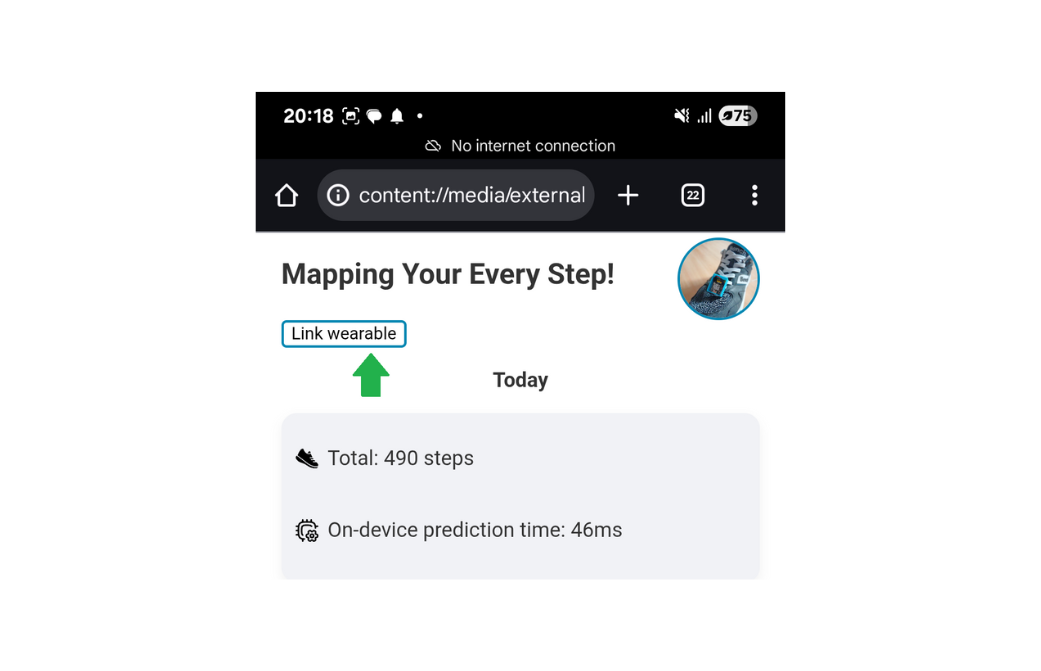 20:18 75
No internet connection
content://media/external 22
Mapping Your Every Step!
Link wearable
Today
Total: 490 steps
On-device prediction time: 46ms